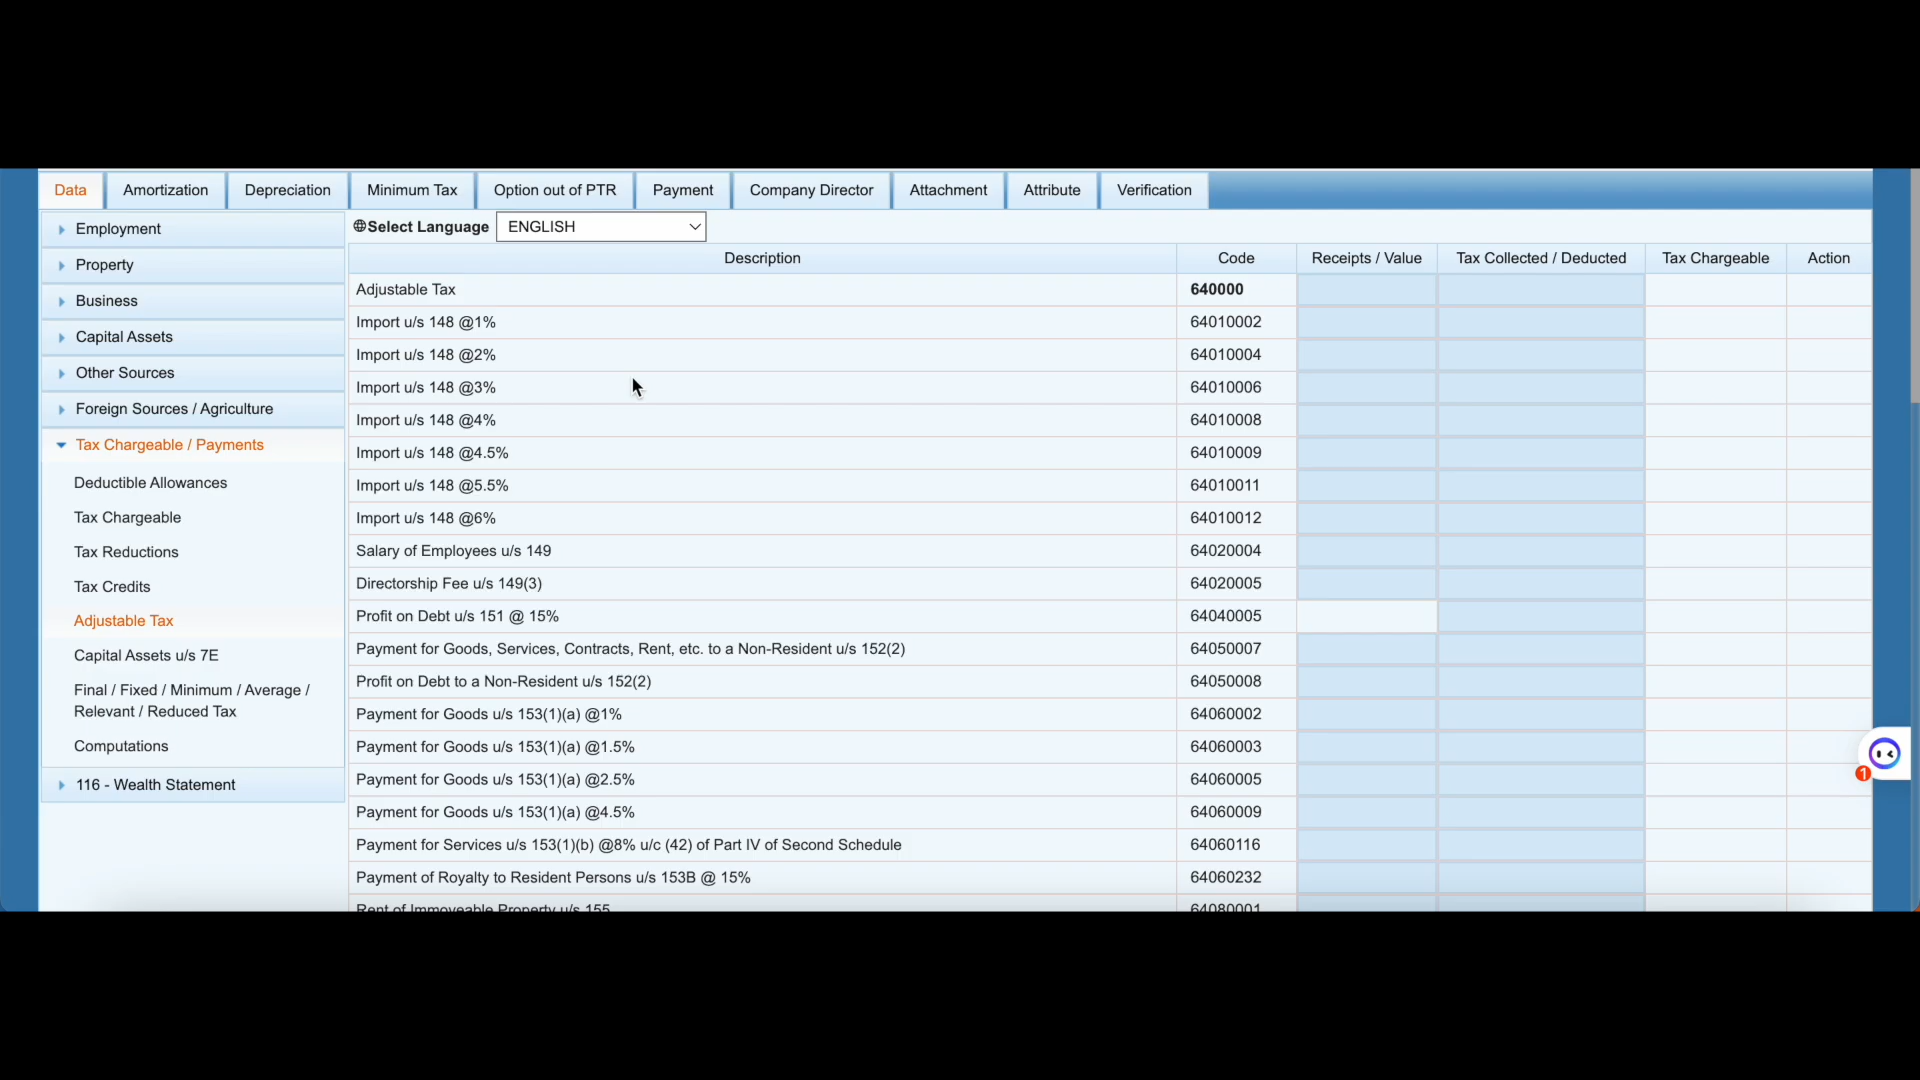 Data
Amortization
Depreciation
Minimum Tax
Option out of PTR
Payment
Company Director
Attachment
Attribute
Verification
Employment
Property
Business
Capital Assets
Other Sources
Foreign Sources / Agriculture
Tax Chargeable / Payments
Deductible Allowances
Tax Chargeable
Tax Reductions
Tax Credits
Adjustable Tax
Capital Assets u/s 7E
Final / Fixed / Minimum / Average /
Relevant / Reduced Tax
Computations
116 - Wealth Statement
Select Language ENGLISH
Description Code Receipts / Value Tax Collected / Deducted Tax Chargeable Action
Adjustable Tax 640000
Import u/s 148 @1% 64010002
Import u/s 148 @2% 64010004
Import u/s 148 @3% 64010006
Import u/s 148 @4% 64010008
Import u/s 148 @4.5% 64010009
Import u/s 148 @5.5% 64010011
Import u/s 148 @6% 64010012
Salary of Employees u/s 149 64020004
Directorship Fee u/s 149(3) 64020005
Profit on Debt u/s 151 @ 15% 64040005
Payment for Goods, Services, Contracts, Rent, etc. to a Non-Resident u/s 152(2) 64050007
Profit on Debt to a Non-Resident u/s 152(2) 64050008
Payment for Goods u/s 153(1)(a) @1% 64060002
Payment for Goods u/s 153(1)(a) @1.5% 64060003
Payment for Goods u/s 153(1)(a) @2.5% 64060005
Payment for Goods u/s 153(1)(a) @4.5% 64060009
Payment for Services u/s 153(1)(b) @8% u/c (42) of Part IV of Second Schedule 64060116
Payment of Royalty to Resident Persons u/s 153B @ 15% 64060232
Rent of Immoveable Property u/s 155 64080001
1